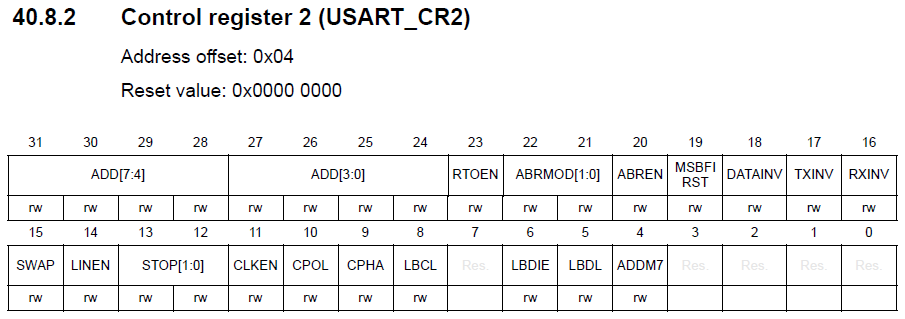 40.8.2 Control register 2 (USART_CR2)
Address offset: 0x04
Reset value: 0x0000 0000
31 30 29 28 27 26 25 24 23 22 21 20 19 18 17 16
ADD[7:4] ADD[3:0] RTOEN ABRMOD[1:0] ABREN MSBFI RST DATAINV TXINV RXINV
rw rw rw rw rw rw rw rw rw rw rw rw rw rw rw rw
15 14 13 12 11 10 9 8 7 6 5 4 3 2 1 0
SWAP LINEN STOP[1:0] CLKEN CPOL CPHA LBCL Res. LBDIE LBDL ADDM7 Res. Res. Res. Res.
rw rw rw rw rw rw rw rw rw rw rw